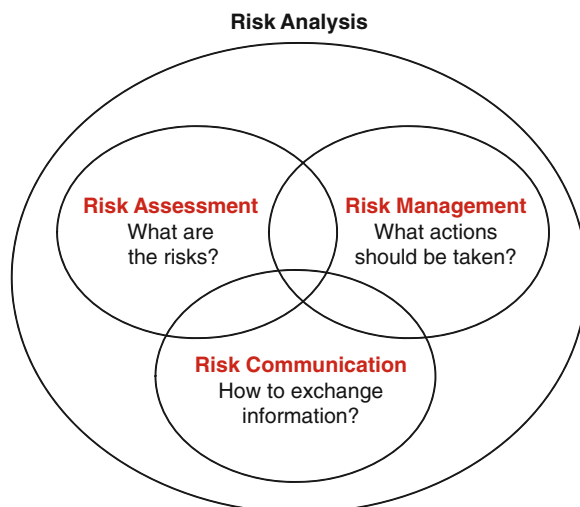 Risk Analysis
Risk Assessment
What are
the risks?
Risk Management
What actions
should be taken?
Risk Communication
How to exchange
information?